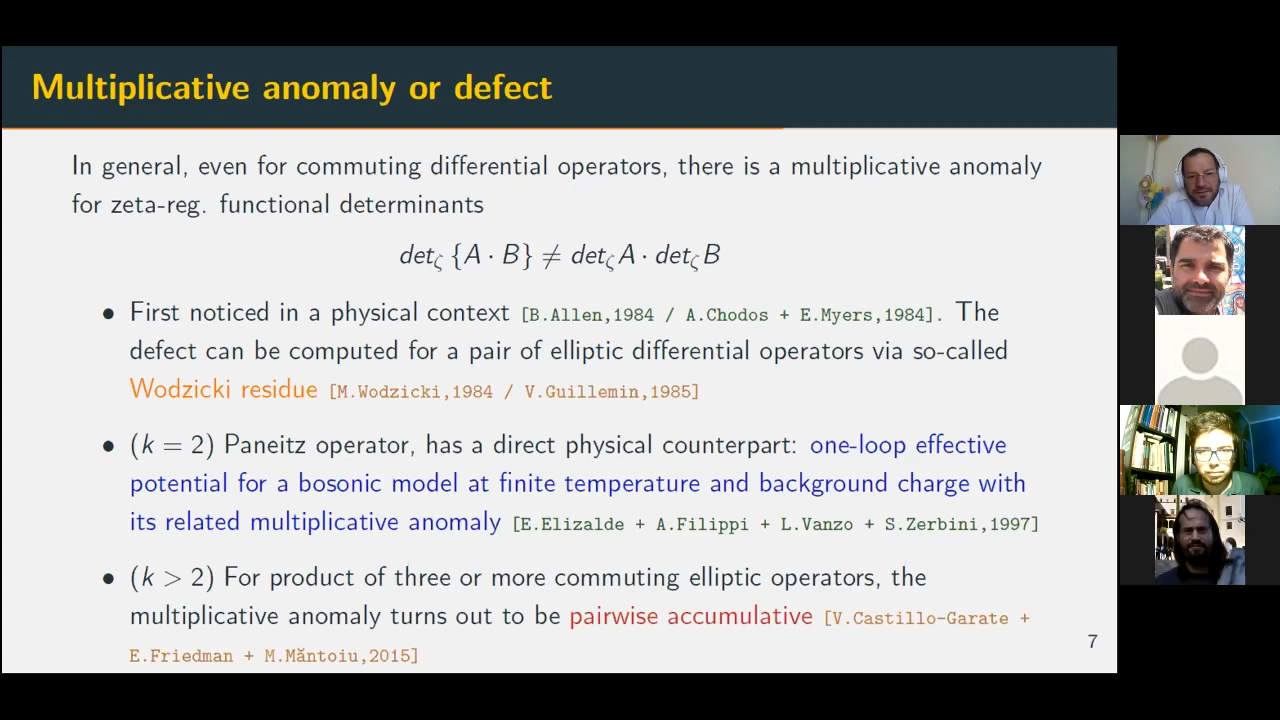 Multiplicative anomaly or defect
In general, even for commuting differential operators, there is a multiplicative anomaly
for zeta-reg. functional determinants
det_ζ {A · B} ≠ det_ζ A · det_ζ B
• First noticed in a physical context [B.Allen,1984 / A.Chodos + E.Myers,1984]. The
defect can be computed for a pair of elliptic differential operators via so-called
Wodzicki residue [M.Wodzicki,1984 / V.Guillemin,1985]
• (k = 2) Paneitz operator, has a direct physical counterpart: one-loop effective
potential for a bosonic model at finite temperature and background charge with
its related multiplicative anomaly [E.Elizalde + A.Filippi + L.Vanzo + S.Zerbini,1997]
• (k > 2) For product of three or more commuting elliptic operators, the
multiplicative anomaly turns out to be pairwise accumulative [V.Castillo-Garate +
E.Friedman + M.Măntoiu,2015]
7